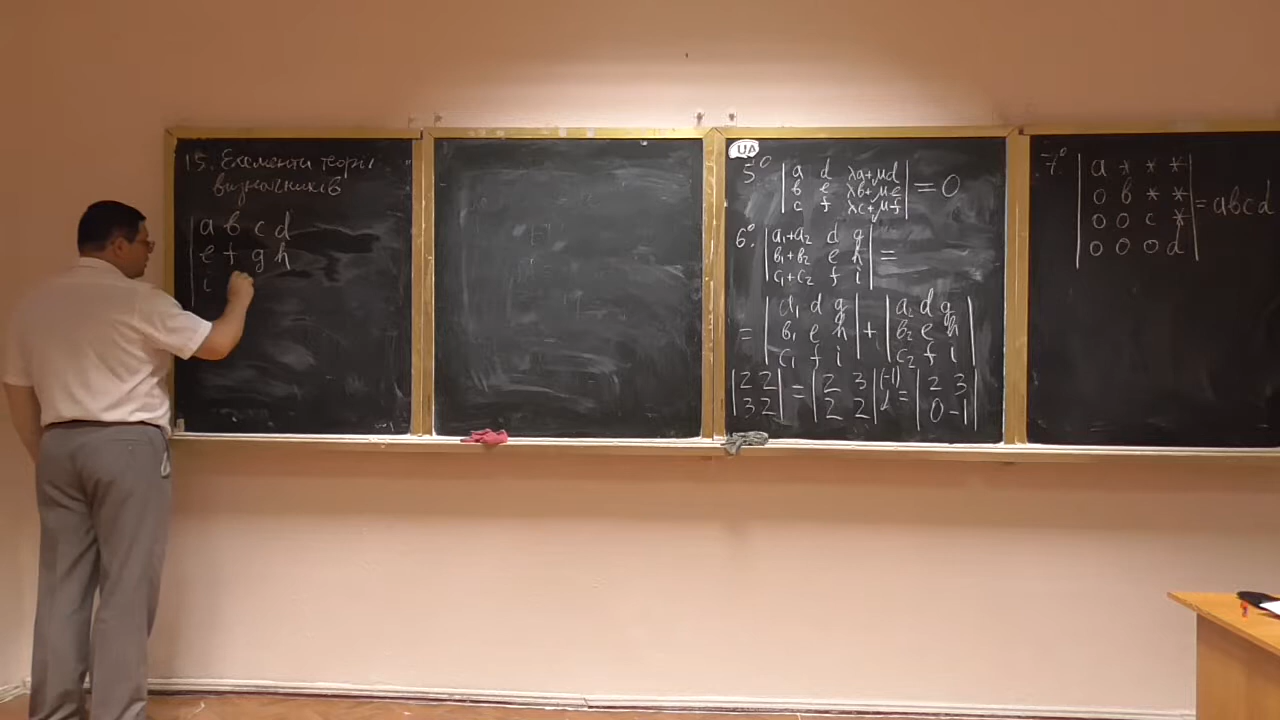 15. Елементи теорії
визначників
a b c d
e f g h
i
UA
5° | a d λa+μd |
| b e λb+μe | = 0
| c f λc+μf |
6°. | a₁+a₂ d g |
| b₁+b₂ e h | =
| c₁+c₂ f i |
= | a₁ d g | + | a₂ d g |
| b₁ e h | | b₂ e h |
| c₁ f i | | c₂ f i |
| 2 2 | = | 2 3 | (-1) = | 2 3 |
| 3 2 | | 2 2 | ↓ | 0 -1 |
7° | a * * * |
| 0 b * * | = abcd
| 0 0 c * |
| 0 0 0 d |